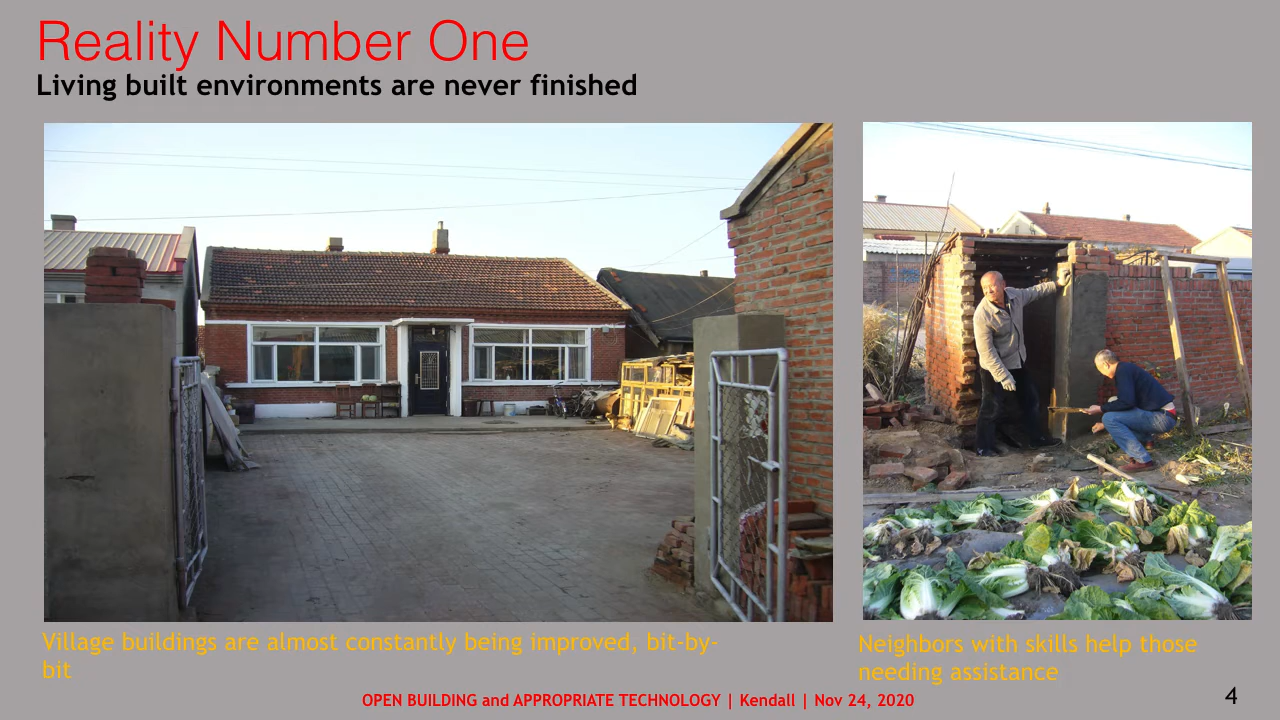 Reality Number One
Living built environments are never finished
Village buildings are almost constantly being improved, bit-by-
bit
Neighbors with skills help those
needing assistance
OPEN BUILDING and APPROPRIATE TECHNOLOGY | Kendall | Nov 24, 2020
4